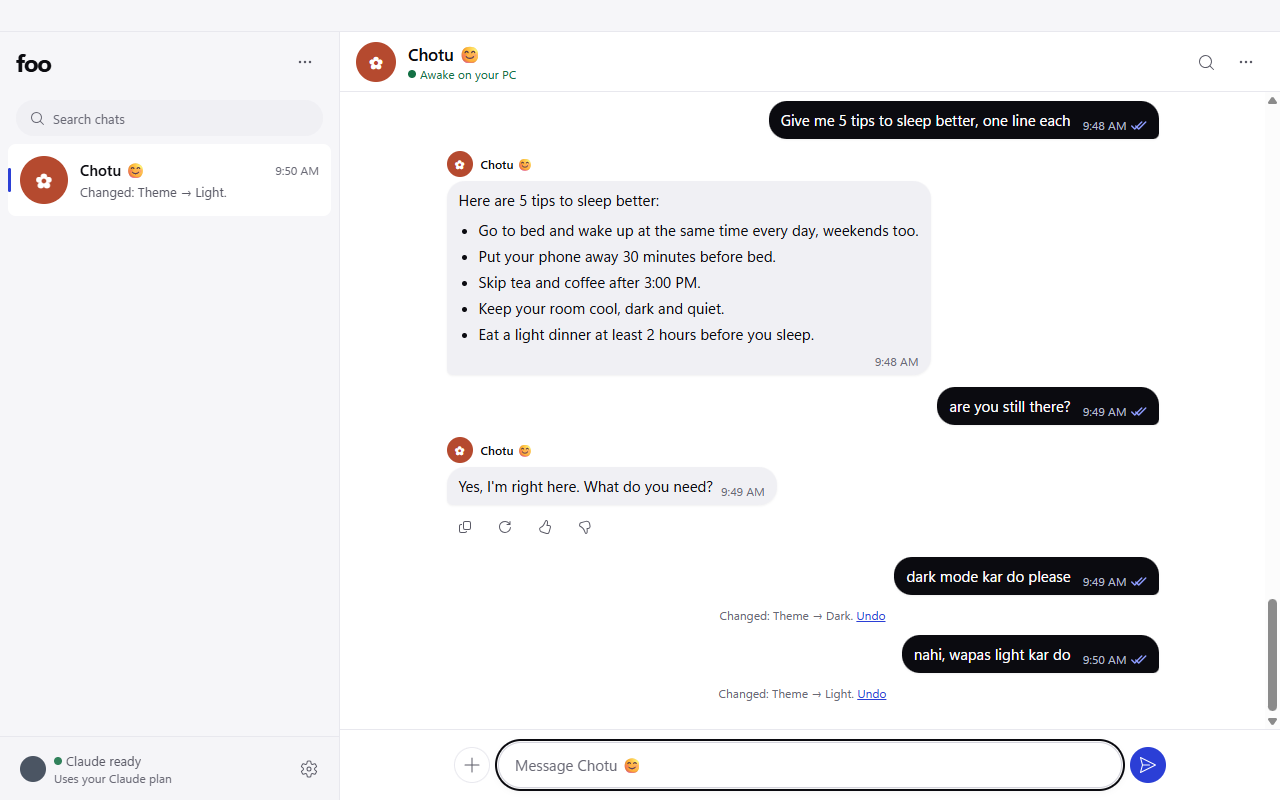 foo
Search chats
Chotu 😊
9:50 AM
Changed: Theme → Light.
Claude ready
Uses your Claude plan
Chotu 😊
Awake on your PC
Give me 5 tips to sleep better, one line each 9:48 AM
Chotu 😊
Here are 5 tips to sleep better:
• Go to bed and wake up at the same time every day, weekends too.
• Put your phone away 30 minutes before bed.
• Skip tea and coffee after 3:00 PM.
• Keep your room cool, dark and quiet.
• Eat a light dinner at least 2 hours before you sleep.
9:48 AM
are you still there? 9:49 AM
Chotu 😊
Yes, I'm right here. What do you need? 9:49 AM
dark mode kar do please 9:49 AM
Changed: Theme → Dark. Undo
nahi, wapas light kar do 9:50 AM
Changed: Theme → Light. Undo
Message Chotu 😊